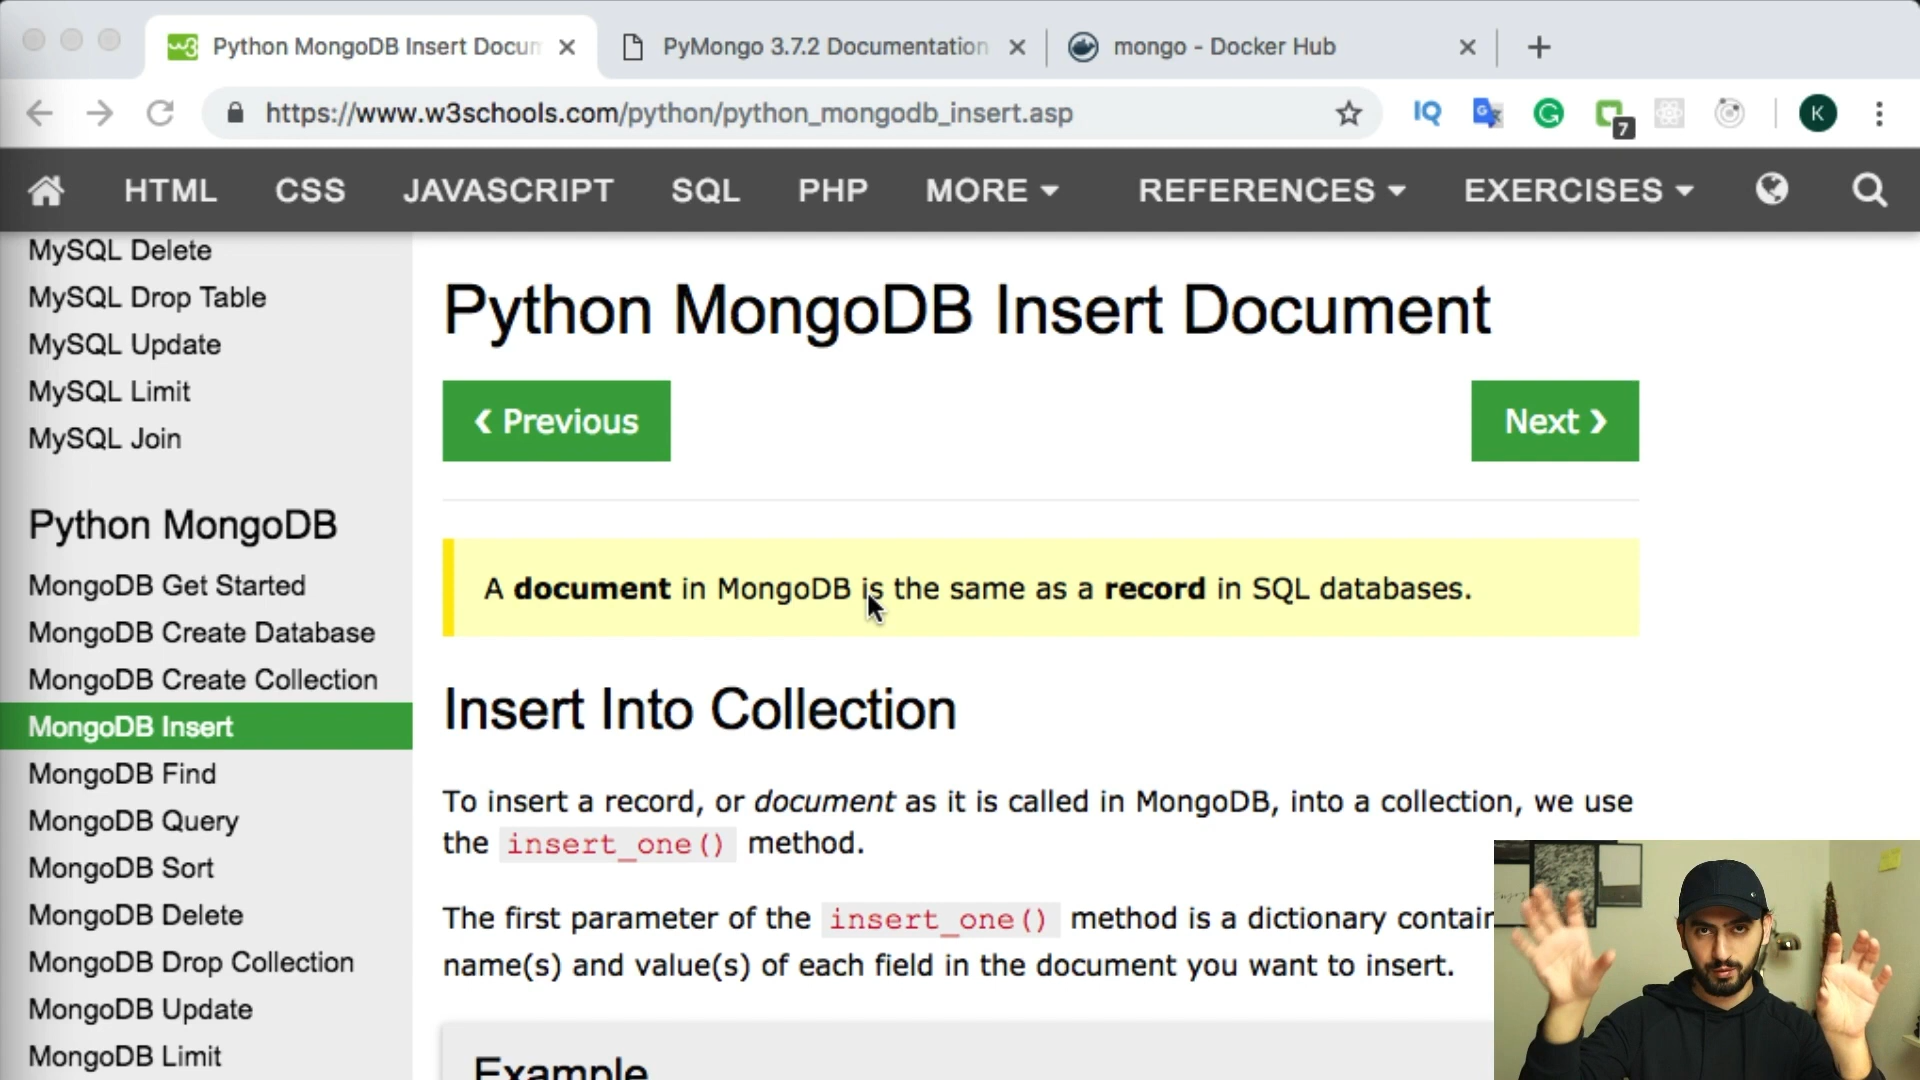 Python MongoDB Insert Docum
PyMongo 3.7.2 Documentation
mongo - Docker Hub
https://www.w3schools.com/python/python_mongodb_insert.asp
IQ
7
K
HTML CSS JAVASCRIPT SQL PHP MORE REFERENCES EXERCISES
MySQL Delete
MySQL Drop Table
MySQL Update
MySQL Limit
MySQL Join
Python MongoDB
MongoDB Get Started
MongoDB Create Database
MongoDB Create Collection
MongoDB Insert
MongoDB Find
MongoDB Query
MongoDB Sort
MongoDB Delete
MongoDB Drop Collection
MongoDB Update
MongoDB Limit
Python MongoDB Insert Document
❮ Previous
Next ❯
A document in MongoDB is the same as a record in SQL databases.
Insert Into Collection
To insert a record, or document as it is called in MongoDB, into a collection, we use
the insert_one() method.
The first parameter of the insert_one() method is a dictionary contain
name(s) and value(s) of each field in the document you want to insert.
Example